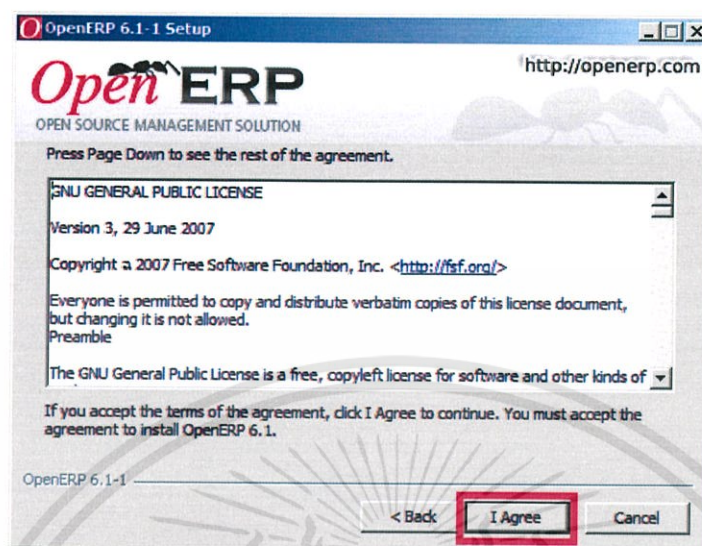 OpenERP 6.1-1 Setup
Open ERP
http://openerp.com
OPEN SOURCE MANAGEMENT SOLUTION
Press Page Down to see the rest of the agreement.
GNU GENERAL PUBLIC LICENSE
Version 3, 29 June 2007
Copyright a 2007 Free Software Foundation, Inc. <http://fsf.org/>
Everyone is permitted to copy and distribute verbatim copies of this license document,
but changing it is not allowed.
Preamble
The GNU General Public License is a free, copyleft license for software and other kinds of
If you accept the terms of the agreement, click I Agree to continue. You must accept the
agreement to install OpenERP 6.1.
OpenERP 6.1-1
< Back I Agree Cancel